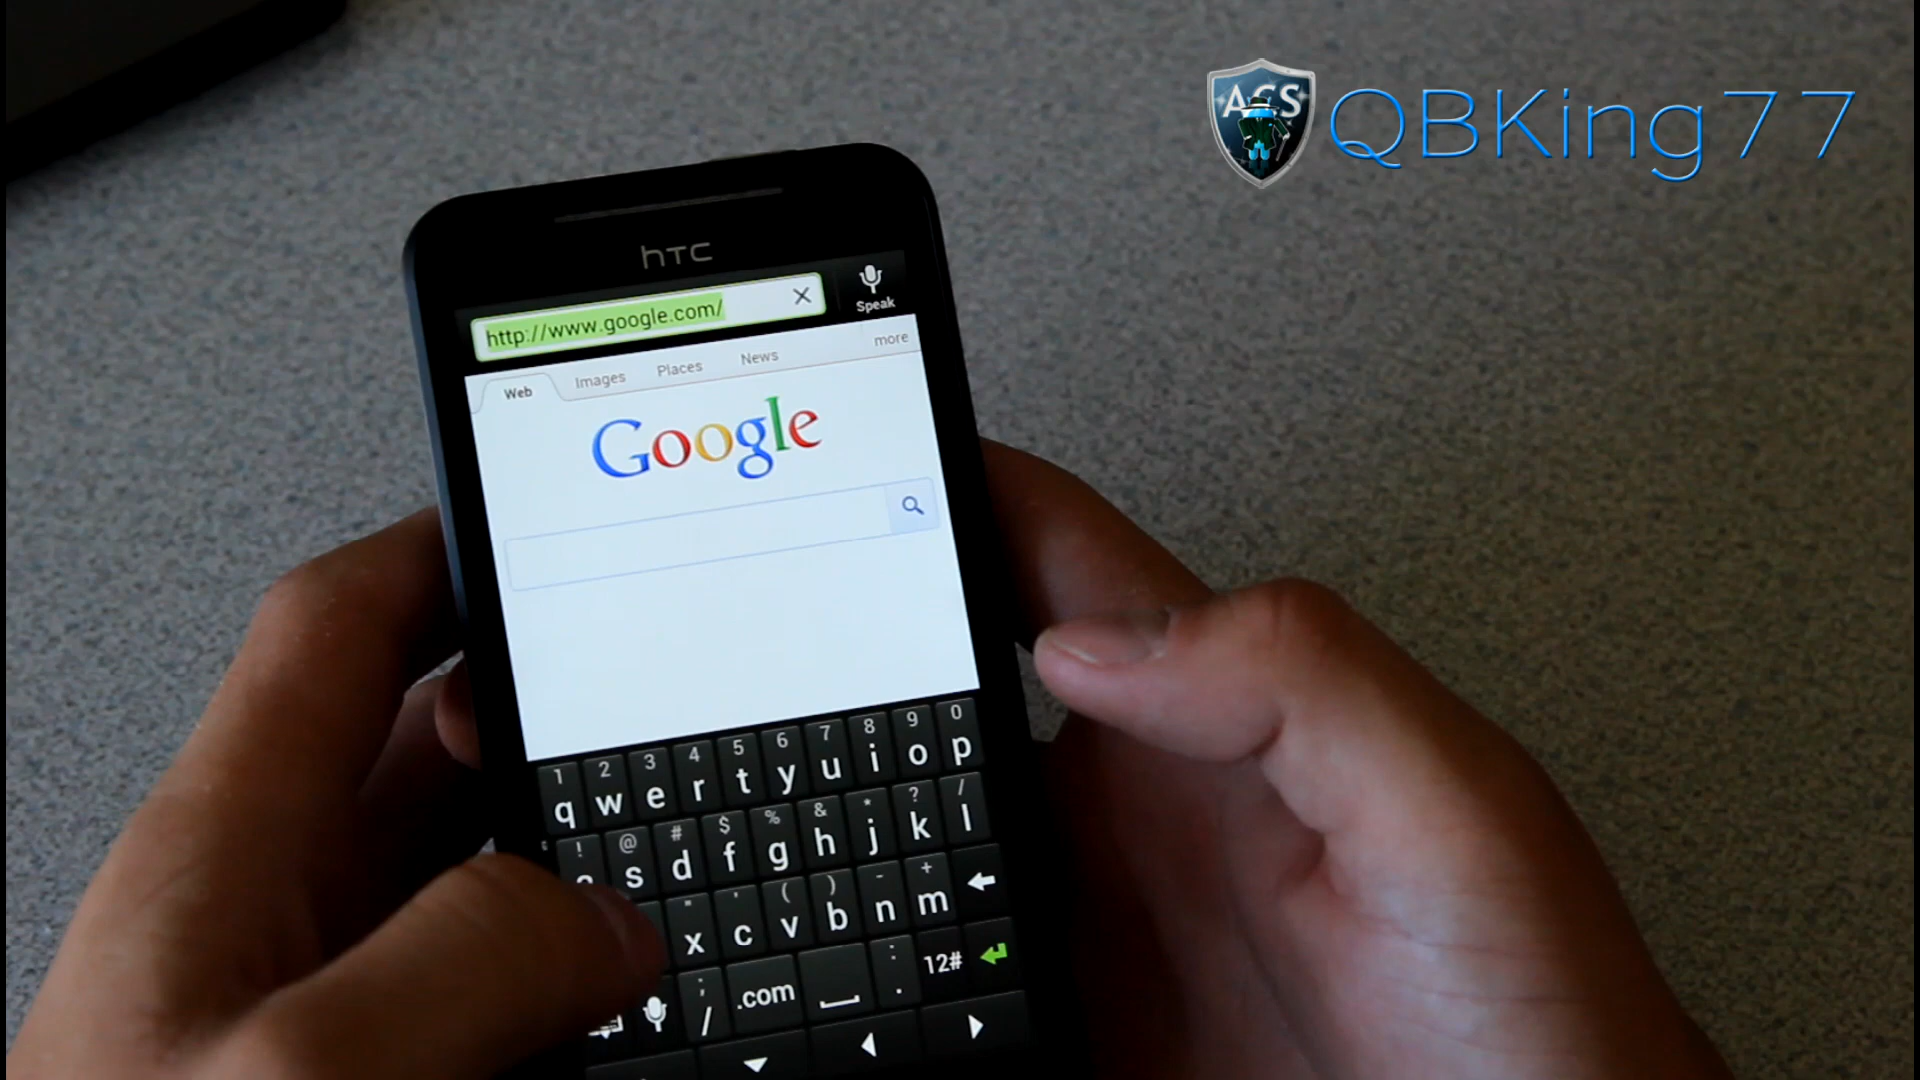 ACS
QBKing77
hTC
http://www.google.com/
Speak
Web Images Places News more
Google
1 2 3 4 5 6 7 8 9 0
q w e r t y u i o p
! @ # $ % & * ? /
s d f g h j k l
" ' ( ) - +
x c v b n m
; :
/ .com . 12#